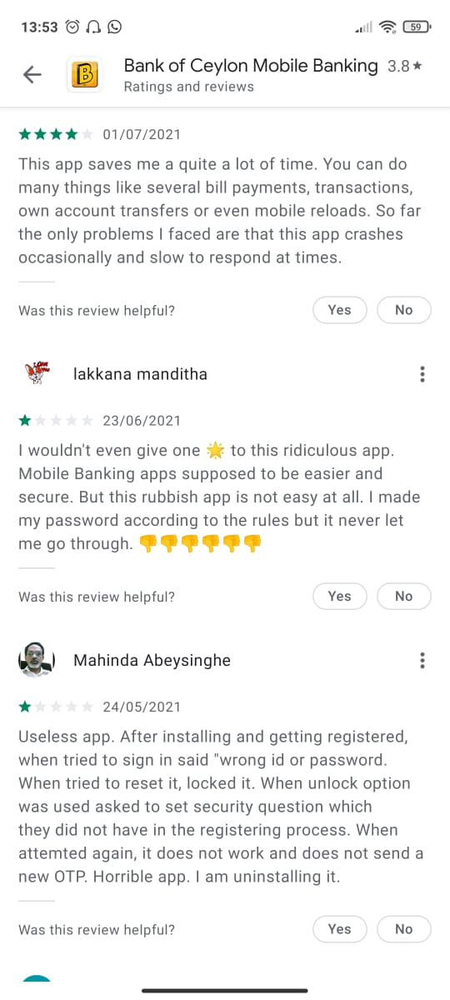 13:53
59
Bank of Ceylon Mobile Banking 3.8★
Ratings and reviews
01/07/2021
This app saves me a quite a lot of time. You can do
many things like several bill payments, transactions,
own account transfers or even mobile reloads. So far
the only problems I faced are that this app crashes
occasionally and slow to respond at times.
Was this review helpful? Yes No
lakkana manditha
23/06/2021
I wouldn't even give one 🌟 to this ridiculous app.
Mobile Banking apps supposed to be easier and
secure. But this rubbish app is not easy at all. I made
my password according to the rules but it never let
me go through. 👎👎👎👎👎👎
Was this review helpful? Yes No
Mahinda Abeysinghe
24/05/2021
Useless app. After installing and getting registered,
when tried to sign in said "wrong id or password.
When tried to reset it, locked it. When unlock option
was used asked to set security question which
they did not have in the registering process. When
attemted again, it does not work and does not send a
new OTP. Horrible app. I am uninstalling it.
Was this review helpful? Yes No